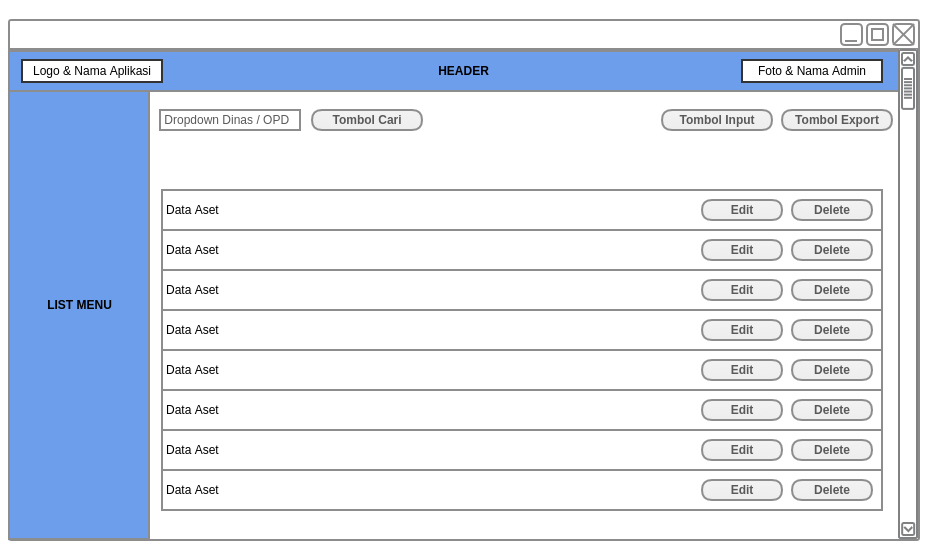 Logo & Nama Aplikasi
HEADER
Foto & Nama Admin
Dropdown Dinas / OPD
Tombol Cari
Tombol Input
Tombol Export
LIST MENU
Data Aset
Edit
Delete
Data Aset
Edit
Delete
Data Aset
Edit
Delete
Data Aset
Edit
Delete
Data Aset
Edit
Delete
Data Aset
Edit
Delete
Data Aset
Edit
Delete
Data Aset
Edit
Delete